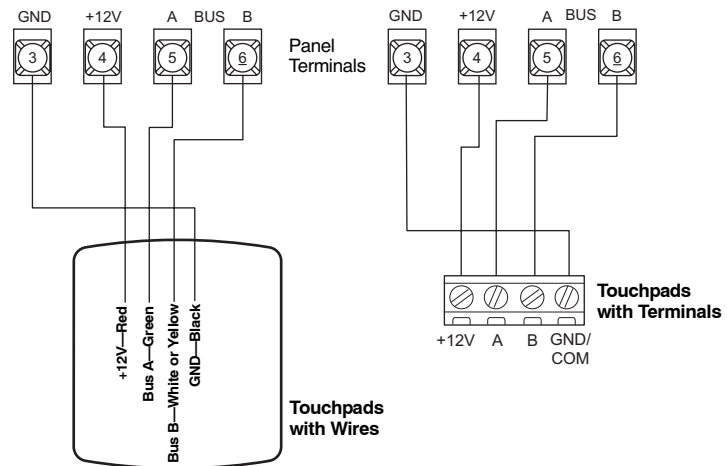 GND +12V A BUS B
3 4 5 6
Panel
Terminals
GND +12V A BUS B
3 4 5 6
+12V—Red
Bus A—Green
Bus B—White or Yellow
GND—Black
Touchpads
with Wires
Touchpads
with Terminals
+12V A B GND/
COM